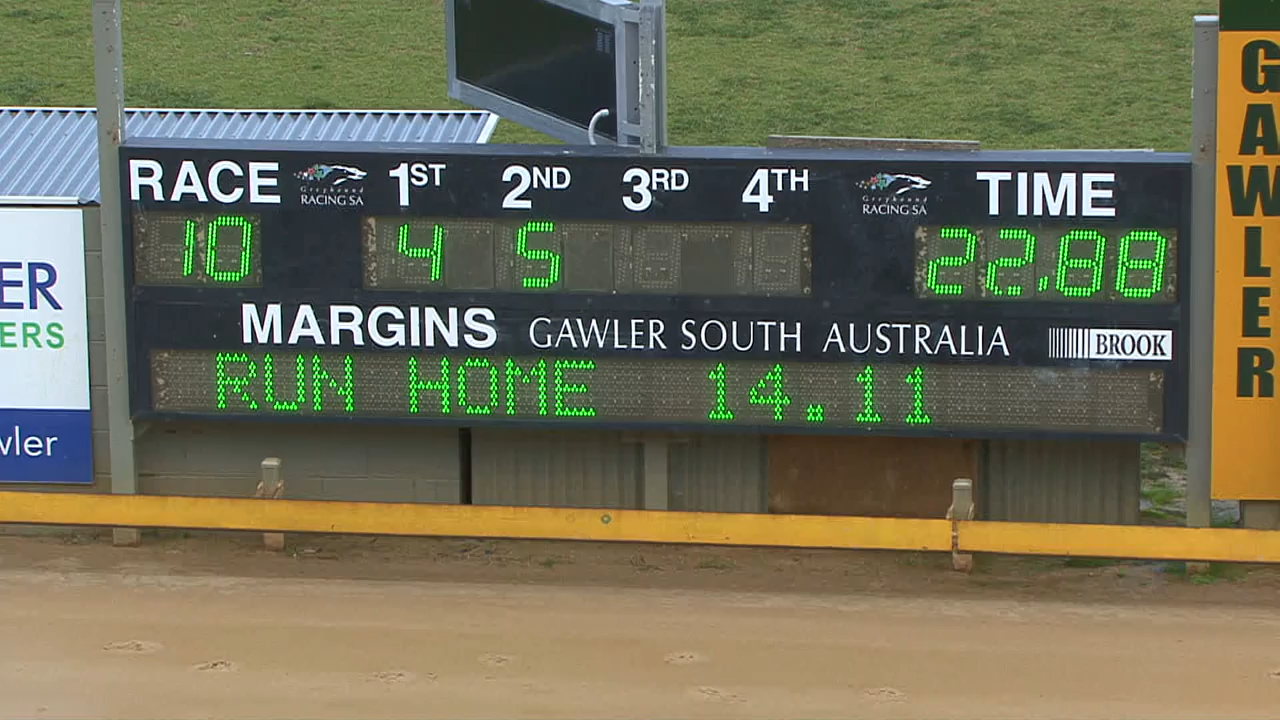 RACE Greyhound RACING SA 1ST 2ND 3RD 4TH Greyhound RACING SA TIME
10 4 5 22.88
MARGINS GAWLER SOUTH AUSTRALIA BROOK
RUN HOME 14.11
ER
ERS
wler
GAWLER